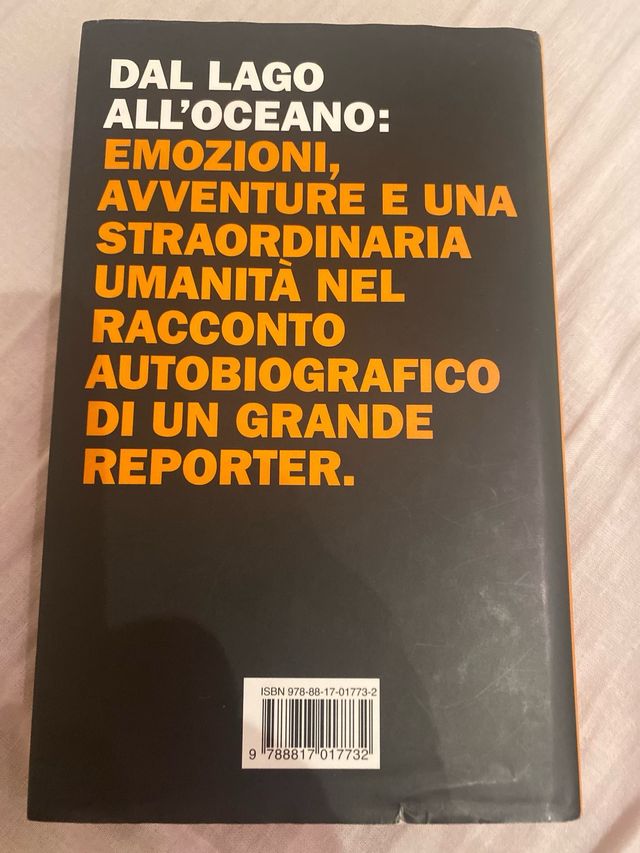 DAL LAGO
ALL'OCEANO:
EMOZIONI,
AVVENTURE E UNA
STRAORDINARIA
UMANITÀ NEL
RACCONTO
AUTOBIOGRAFICO
DI UN GRANDE
REPORTER.
ISBN 978-88-17-01773-2
9 788817 017732